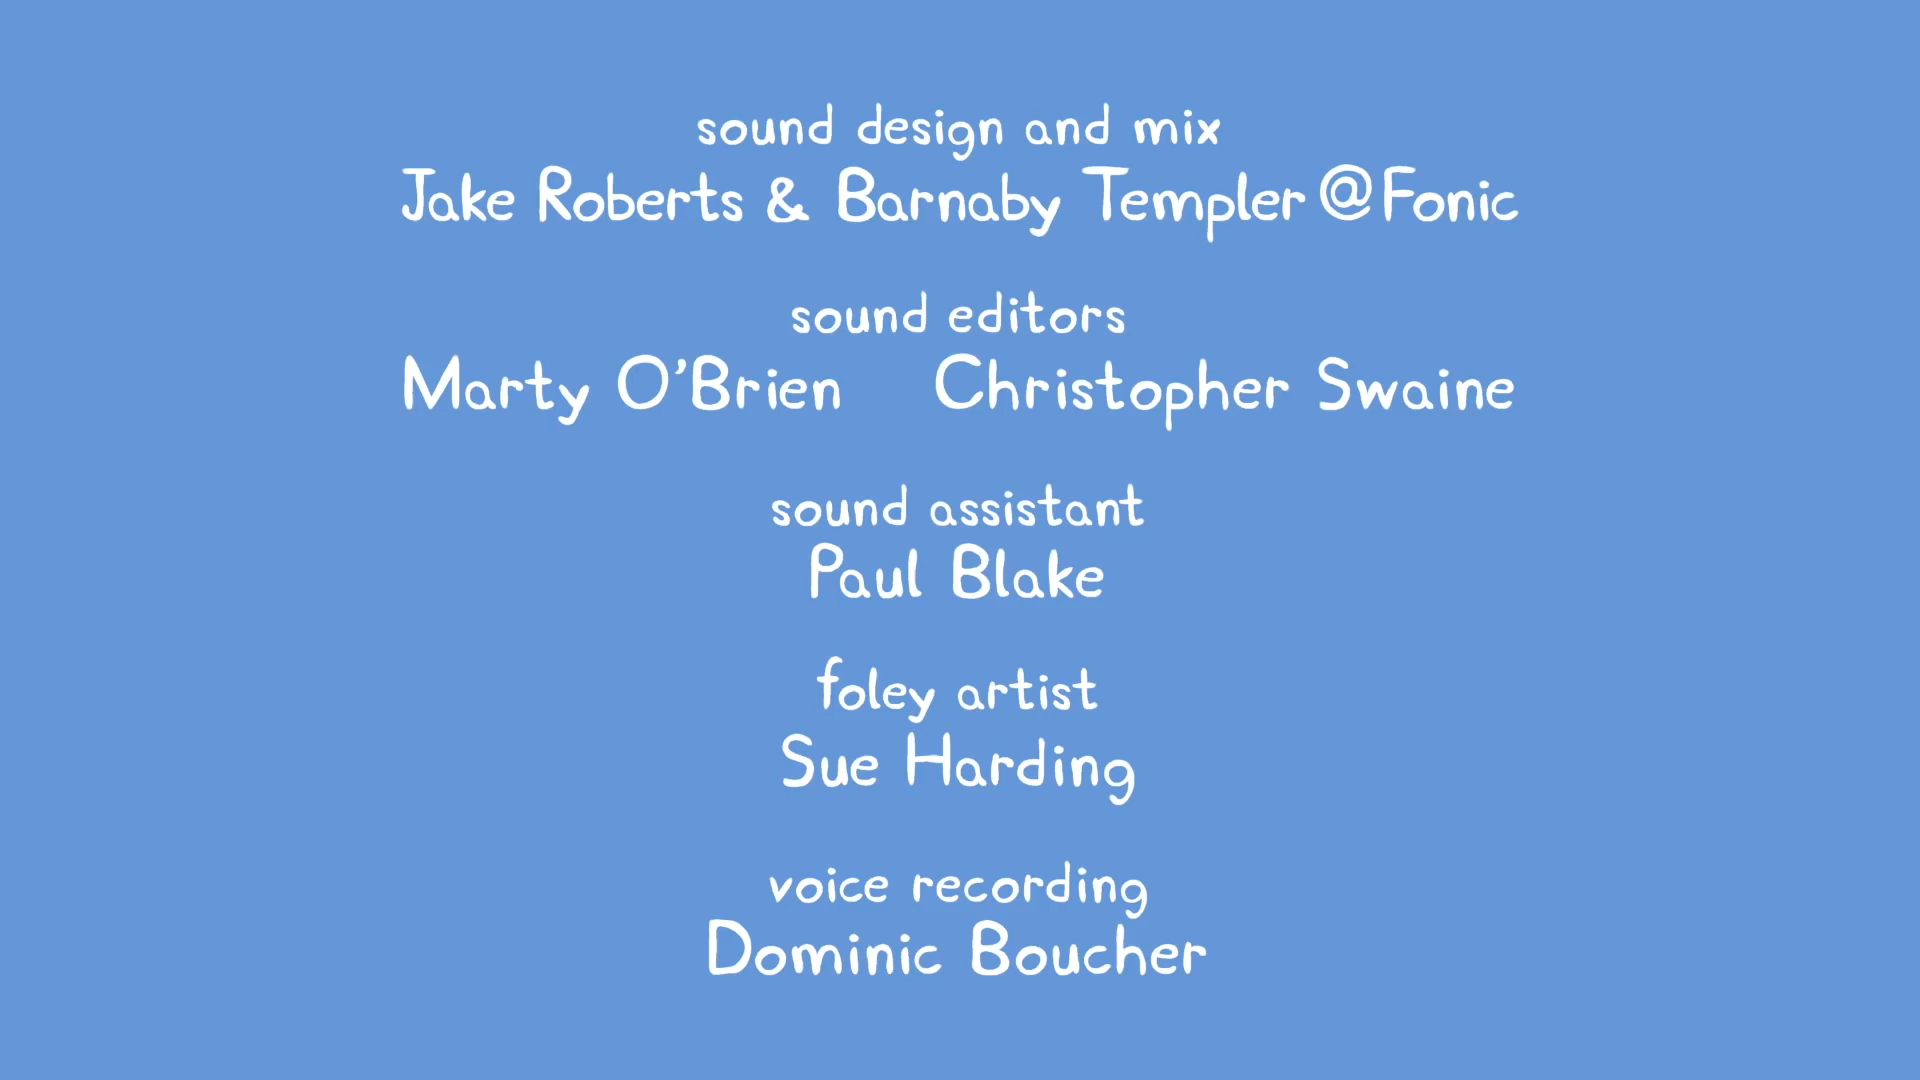 sound design and mix
Jake Roberts & Barnaby Templer @Fonic
sound editors
Marty O'Brien Christopher Swaine
sound assistant
Paul Blake
foley artist
Sue Harding
voice recording
Dominic Boucher